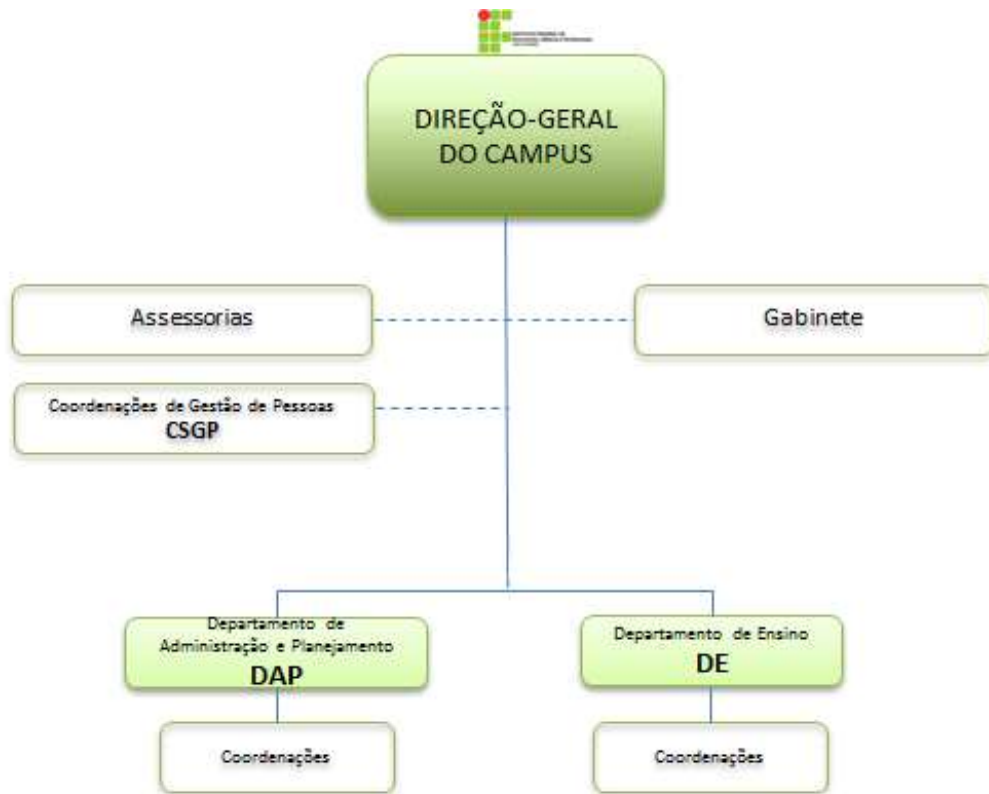 DIREÇÃO-GERAL
DO CAMPUS
Assessorias
Gabinete
Coordenações de Gestão de Pessoas
CSGP
Departamento de
Administração e Planejamento
DAP
Departamento de Ensino
DE
Coordenações
Coordenações